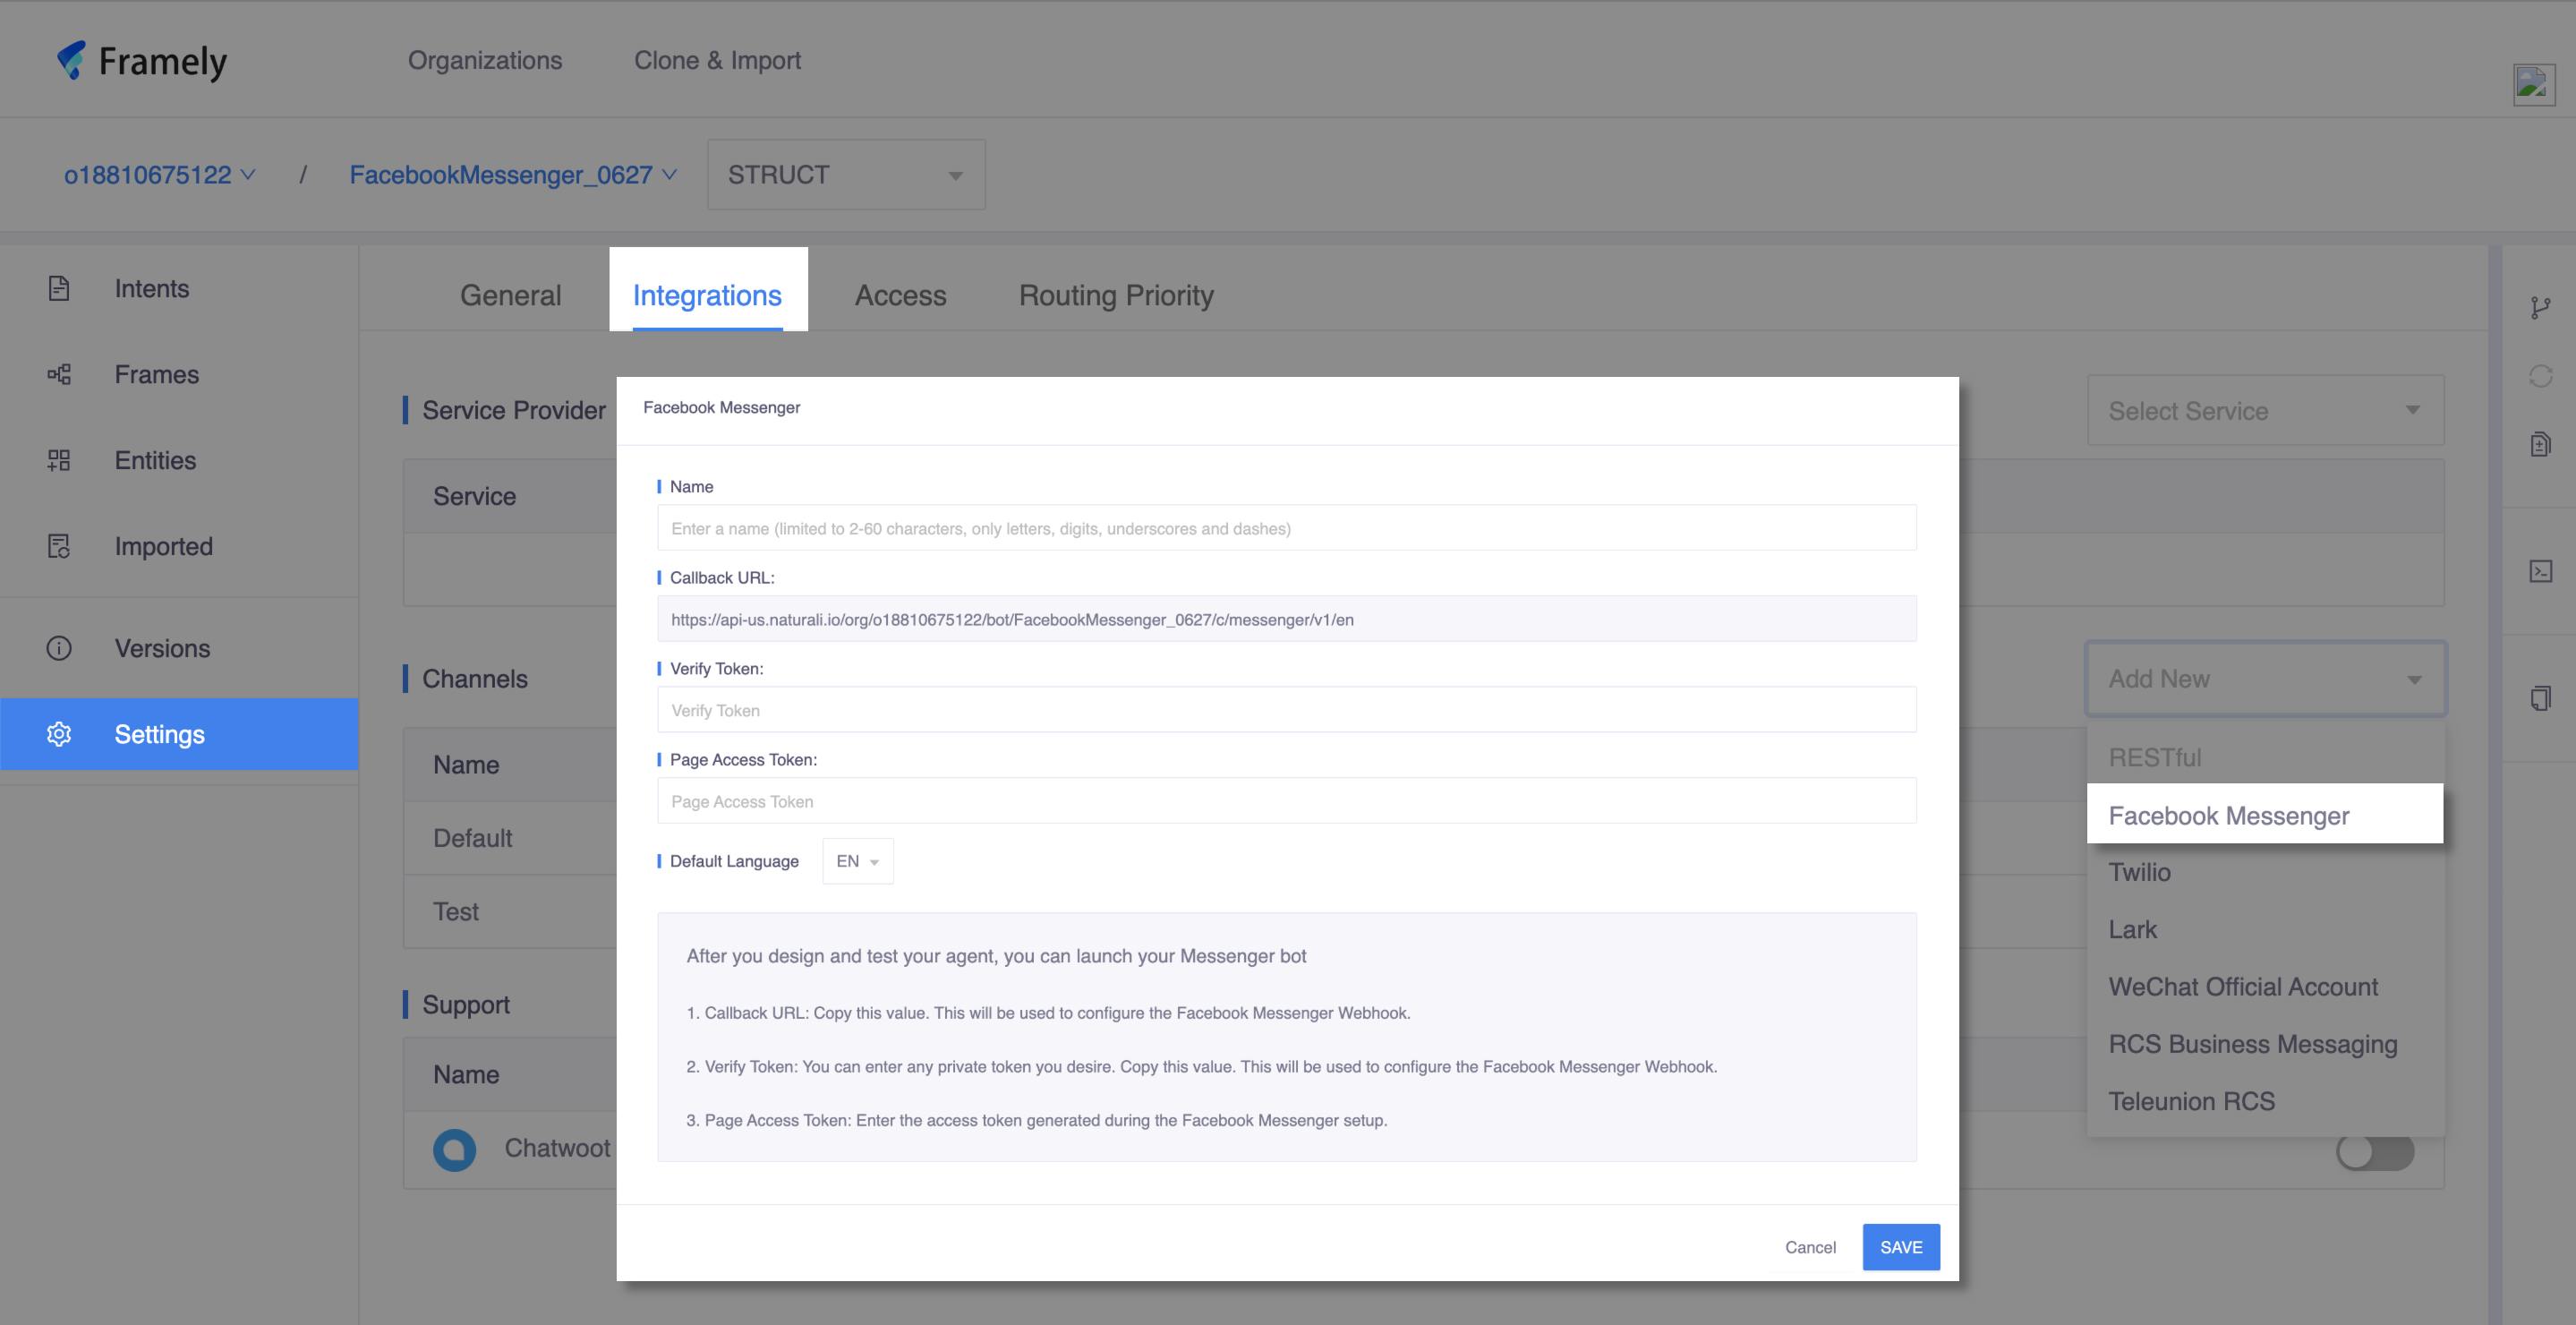 Framely
Organizations
Clone & Import
o18810675122
/
FacebookMessenger_0627
STRUCT
Intents
Frames
Entities
Imported
Versions
Settings
General
Integrations
Access
Routing Priority
Service Provider
Select Service
Service
Channels
Add New
Name
Default
Test
Support
Name
Chatwoot
RESTful
Facebook Messenger
Twilio
Lark
WeChat Official Account
RCS Business Messaging
Teleunion RCS
Facebook Messenger
Name
Enter a name (limited to 2-60 characters, only letters, digits, underscores and dashes)
Callback URL:
https://api-us.naturali.io/org/o18810675122/bot/FacebookMessenger_0627/c/messenger/v1/en
Verify Token:
Verify Token
Page Access Token:
Page Access Token
Default Language
EN
After you design and test your agent, you can launch your Messenger bot
1. Callback URL: Copy this value. This will be used to configure the Facebook Messenger Webhook.
2. Verify Token: You can enter any private token you desire. Copy this value. This will be used to configure the Facebook Messenger Webhook.
3. Page Access Token: Enter the access token generated during the Facebook Messenger setup.
Cancel
SAVE